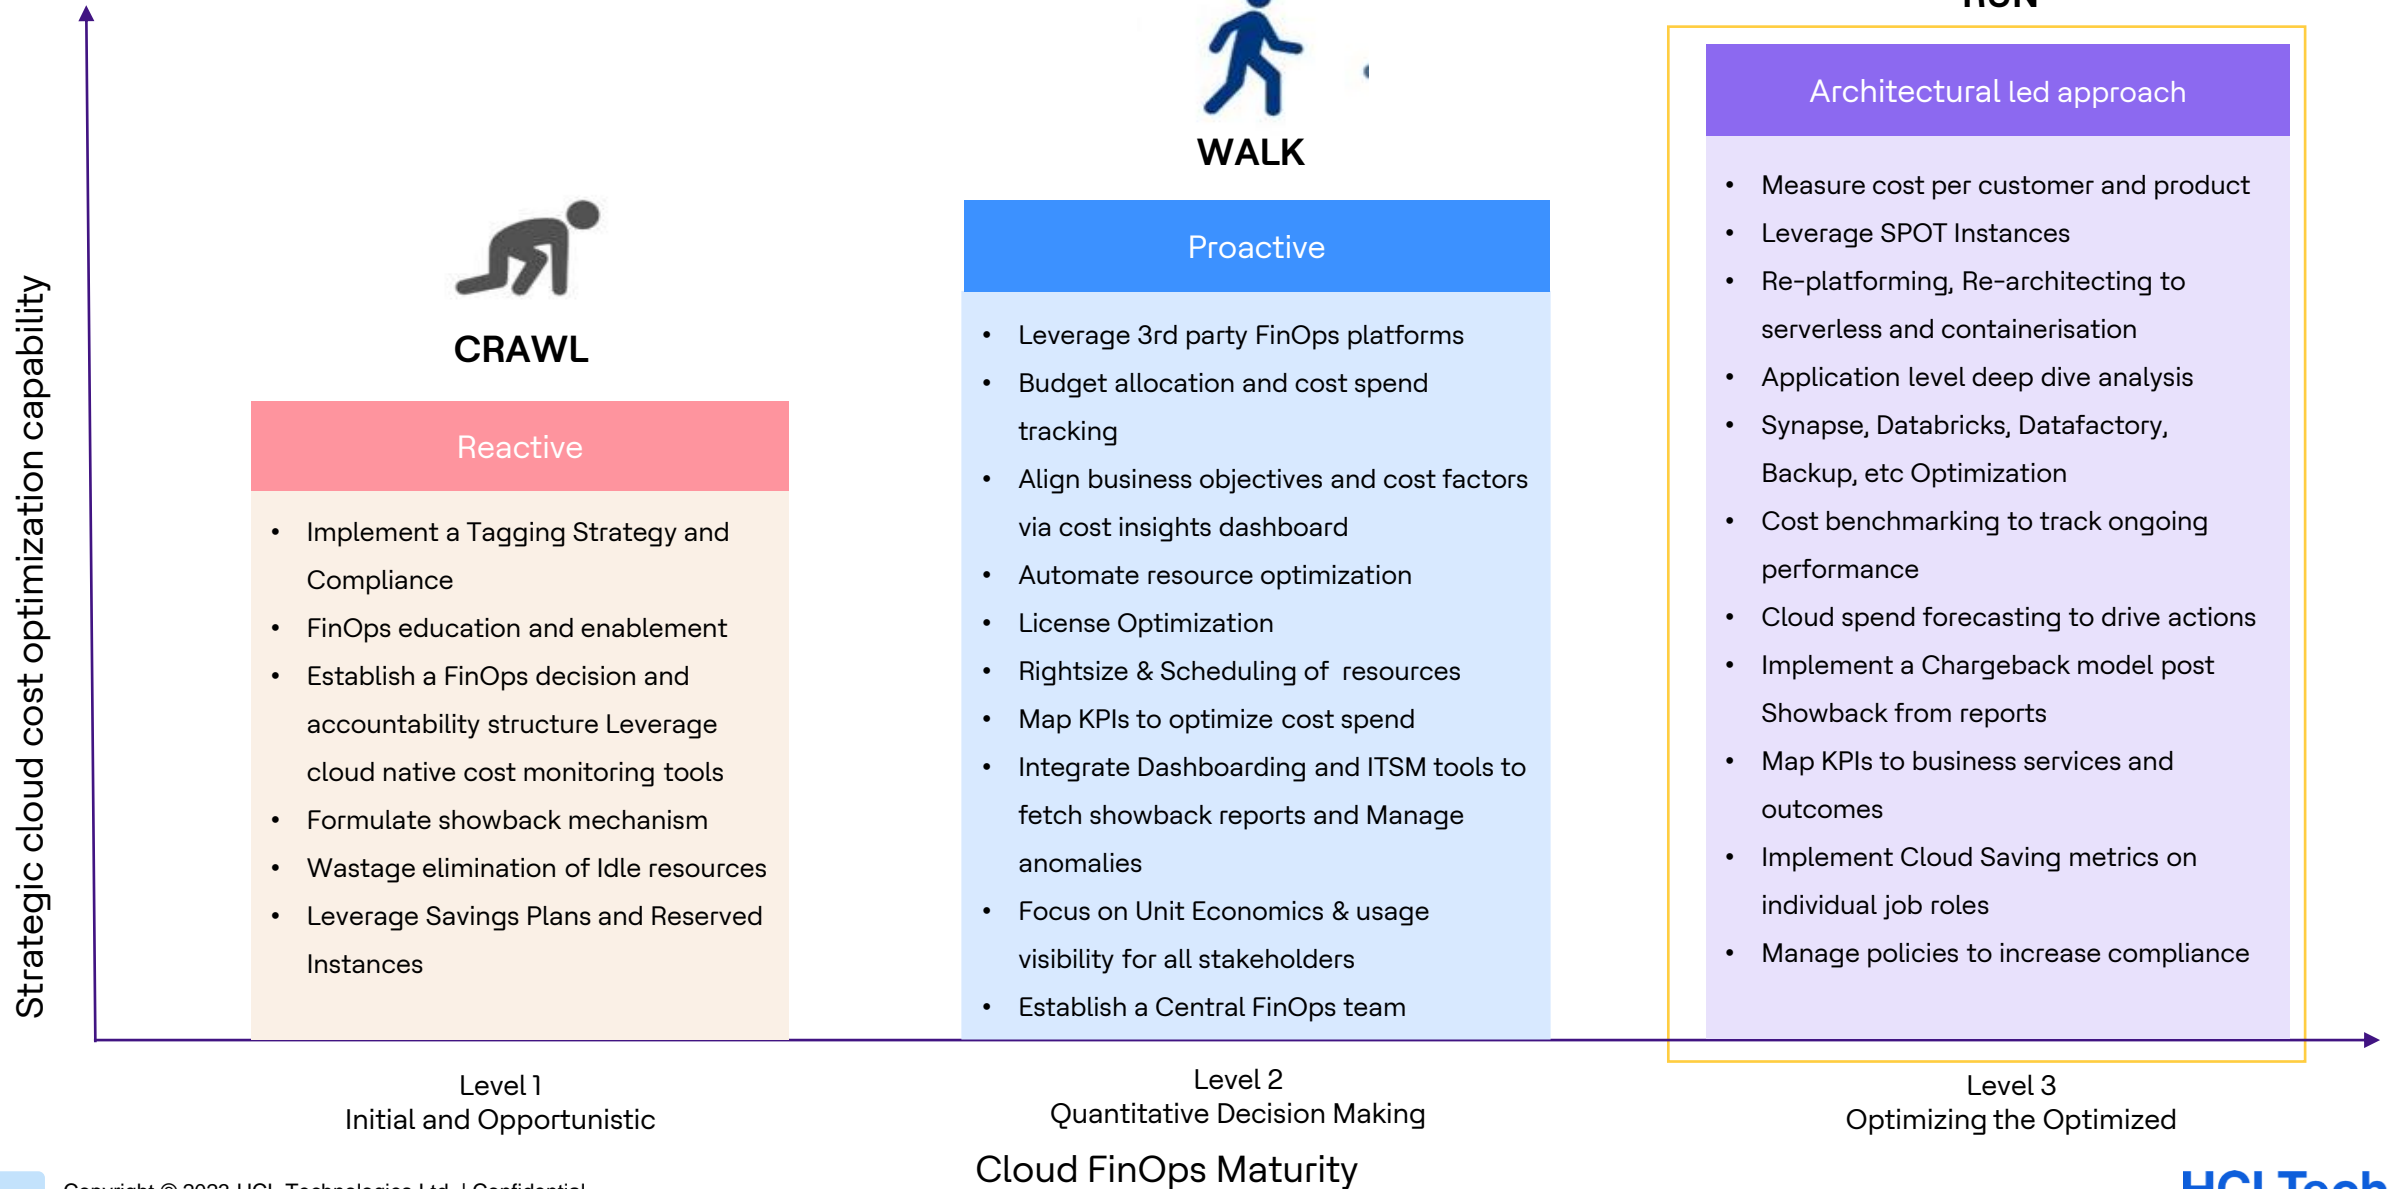 RUN
Architectural led approach
WALK
• Measure cost per customer and product
• Leverage SPOT Instances
• Re-platforming, Re-architecting to
serverless and containerisation
• Application level deep dive analysis
• Synapse, Databricks, Datafactory,
Backup, etc Optimization
• Cost benchmarking to track ongoing
performance
• Cloud spend forecasting to drive actions
• Implement a Chargeback model post
Showback from reports
• Map KPIs to business services and
outcomes
• Implement Cloud Saving metrics on
individual job roles
• Manage policies to increase compliance
Proactive
• Leverage 3rd party FinOps platforms
• Budget allocation and cost spend
tracking
• Align business objectives and cost factors
via cost insights dashboard
• Automate resource optimization
• License Optimization
• Rightsize & Scheduling of resources
• Map KPIs to optimize cost spend
• Integrate Dashboarding and ITSM tools to
fetch showback reports and Manage
anomalies
• Focus on Unit Economics & usage
visibility for all stakeholders
• Establish a Central FinOps team
CRAWL
Reactive
• Implement a Tagging Strategy and
Compliance
• FinOps education and enablement
• Establish a FinOps decision and
accountability structure Leverage
cloud native cost monitoring tools
• Formulate showback mechanism
• Wastage elimination of Idle resources
• Leverage Savings Plans and Reserved
Instances
Strategic cloud cost optimization capability
Level 1
Initial and Opportunistic
Level 2
Quantitative Decision Making
Level 3
Optimizing the Optimized
Cloud FinOps Maturity
Copyright © 2023 HCL Technologies Ltd. | Confidential
HCLTech